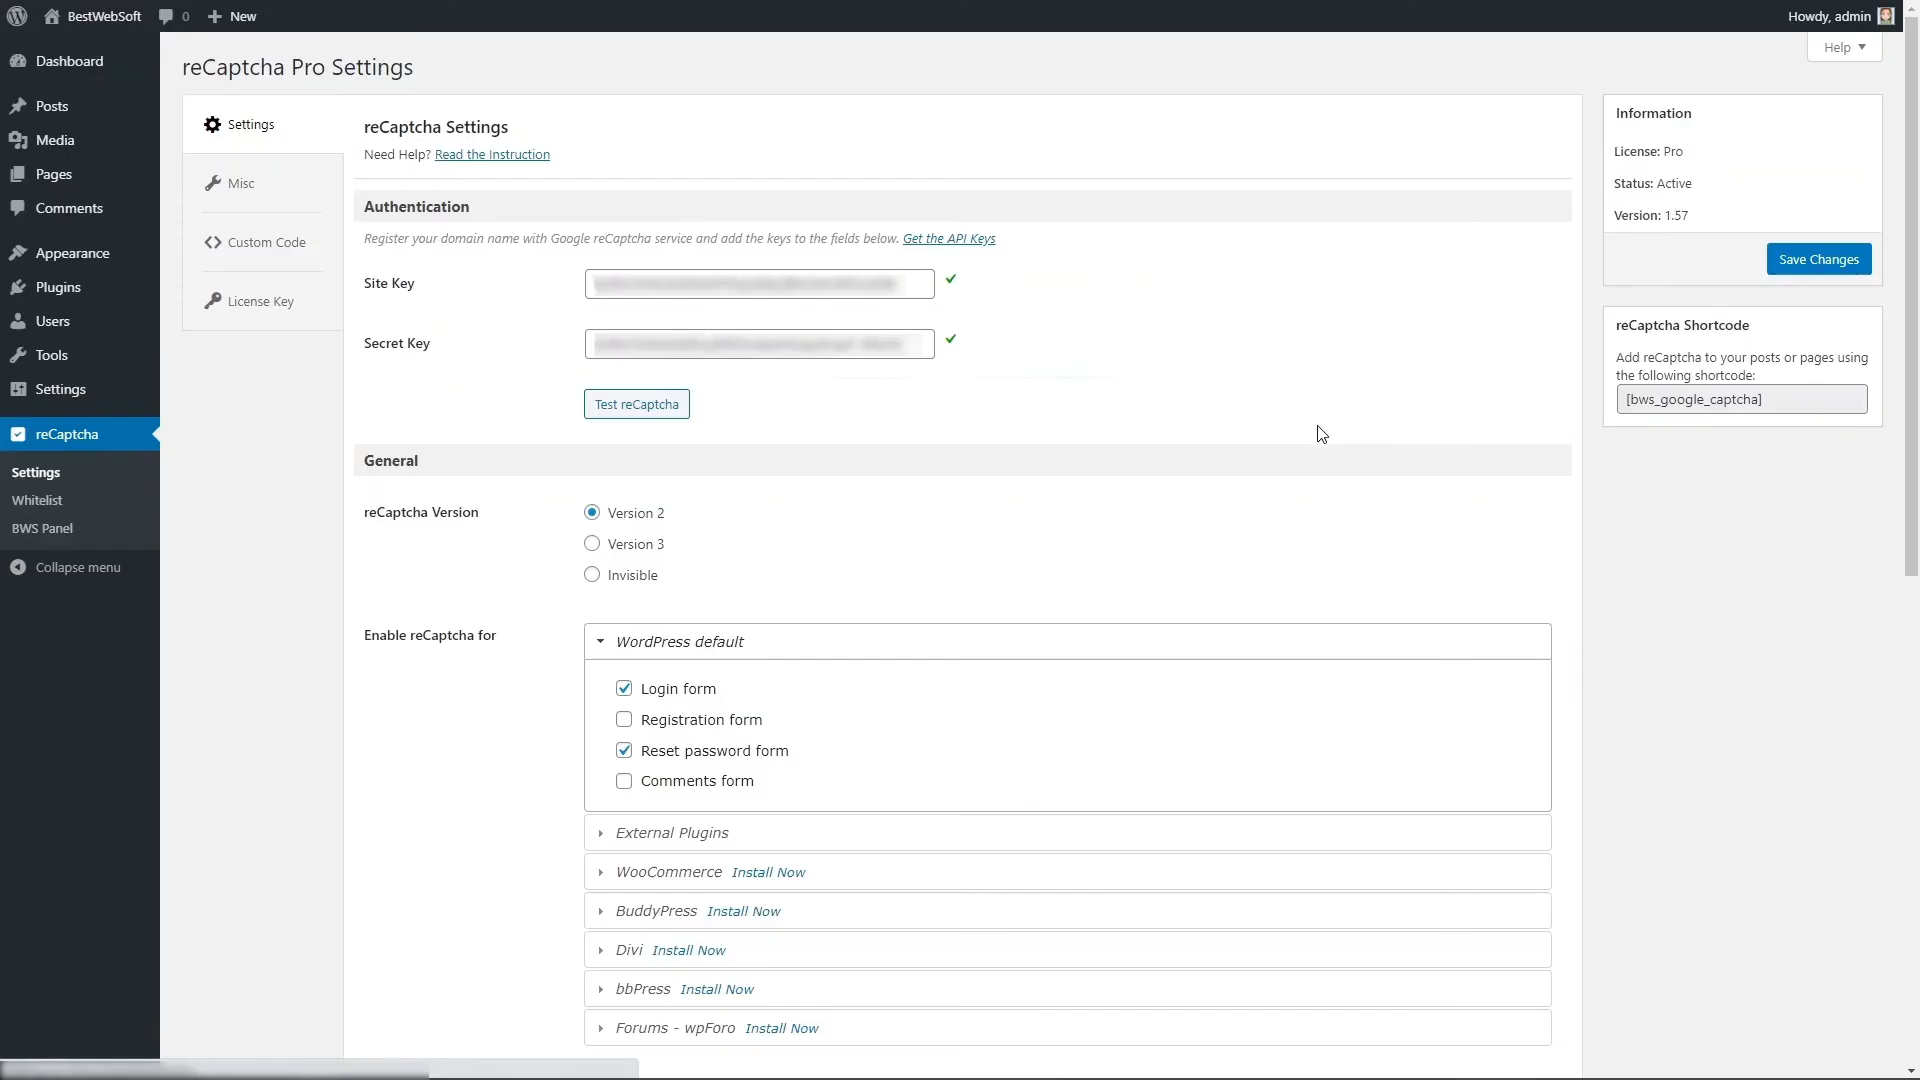 BestWebSoft 0 New Howdy, admin
Help
Dashboard
Posts
Media
Pages
Comments
Appearance
Plugins
Users
Tools
Settings
reCaptcha
Settings
Whitelist
BWS Panel
Collapse menu
reCaptcha Pro Settings
Settings
Misc
Custom Code
License Key
reCaptcha Settings
Need Help? Read the Instruction
Authentication
Register your domain name with Google reCaptcha service and add the keys to the fields below. Get the API Keys
Site Key
Secret Key
Test reCaptcha
General
reCaptcha Version
Version 2
Version 3
Invisible
Enable reCaptcha for
WordPress default
Login form
Registration form
Reset password form
Comments form
External Plugins
WooCommerce Install Now
BuddyPress Install Now
Divi Install Now
bbPress Install Now
Forums - wpForo Install Now
Information
License: Pro
Status: Active
Version: 1.57
Save Changes
reCaptcha Shortcode
Add reCaptcha to your posts or pages using
the following shortcode:
[bws_google_captcha]